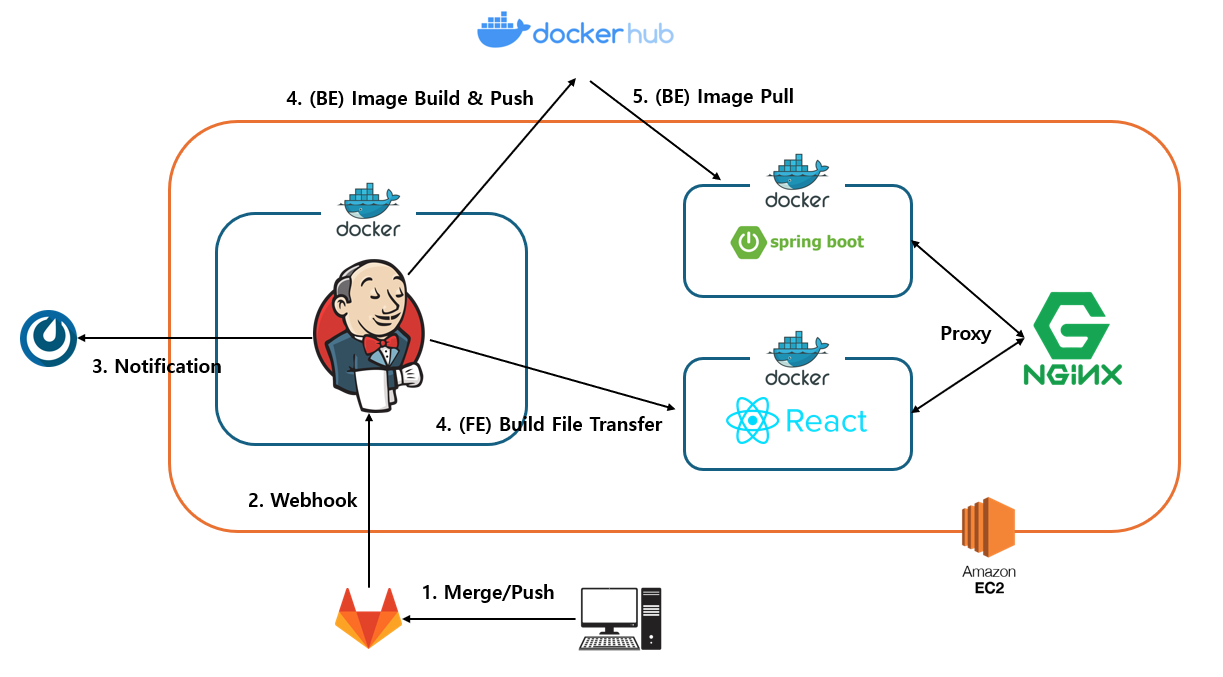 docker hub
4. (BE) Image Build & Push
5. (BE) Image Pull
docker
docker
spring boot
Proxy
NGiNX
3. Notification
docker
React
4. (FE) Build File Transfer
2. Webhook
Amazon
EC2
1. Merge/Push